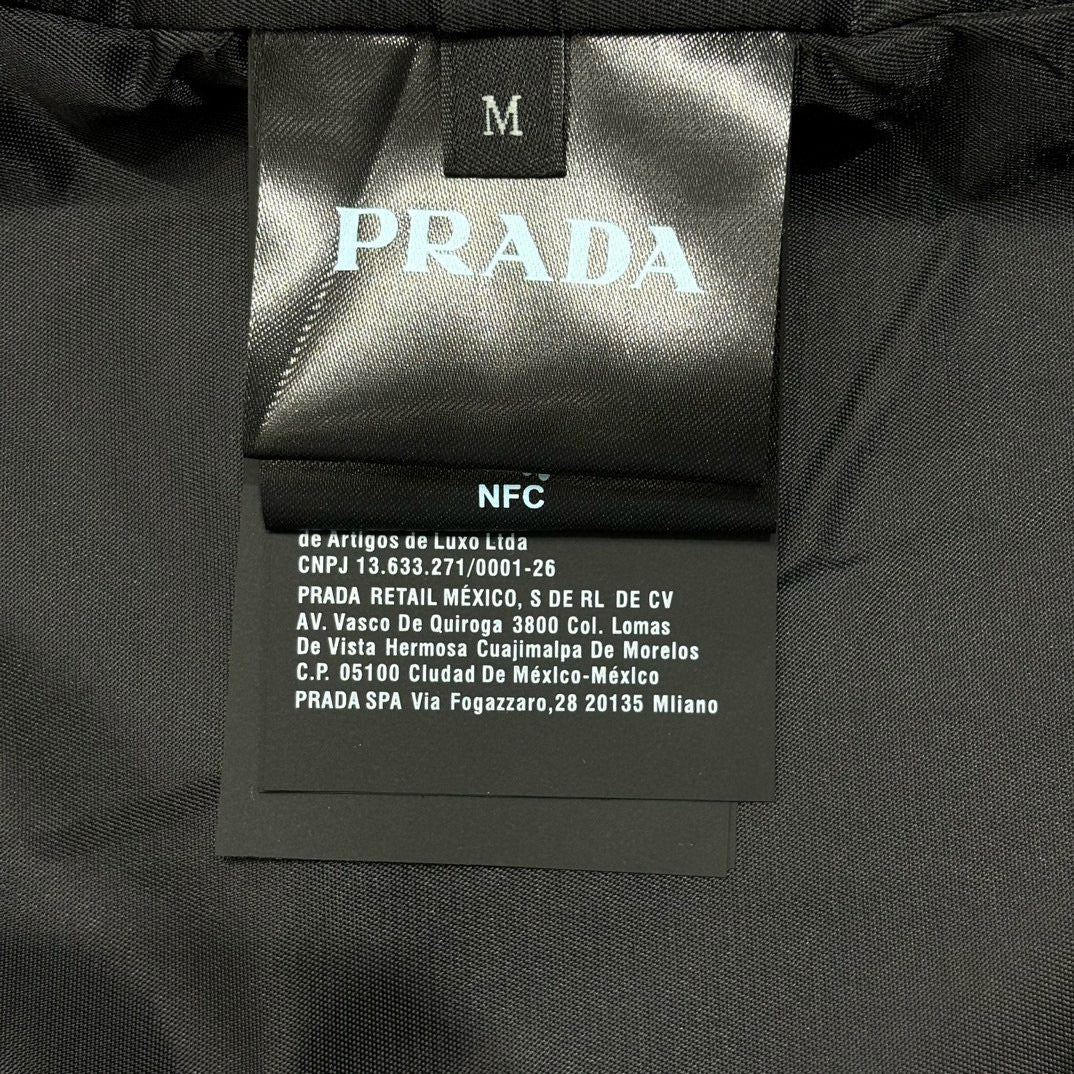 M
PRADA
NFC
de Artigos de Luxo Ltda
CNPJ 13.633.271/0001-26
PRADA RETAIL MÉXICO, S DE RL DE CV
AV. Vasco De Quiroga 3800 Col. Lomas
De Vista Hermosa Cuajimalpa De Morelos
C.P. 05100 Cludad De Méxlco-Méxlco
PRADA SPA Via Fogazzaro,28 20135 Mliano